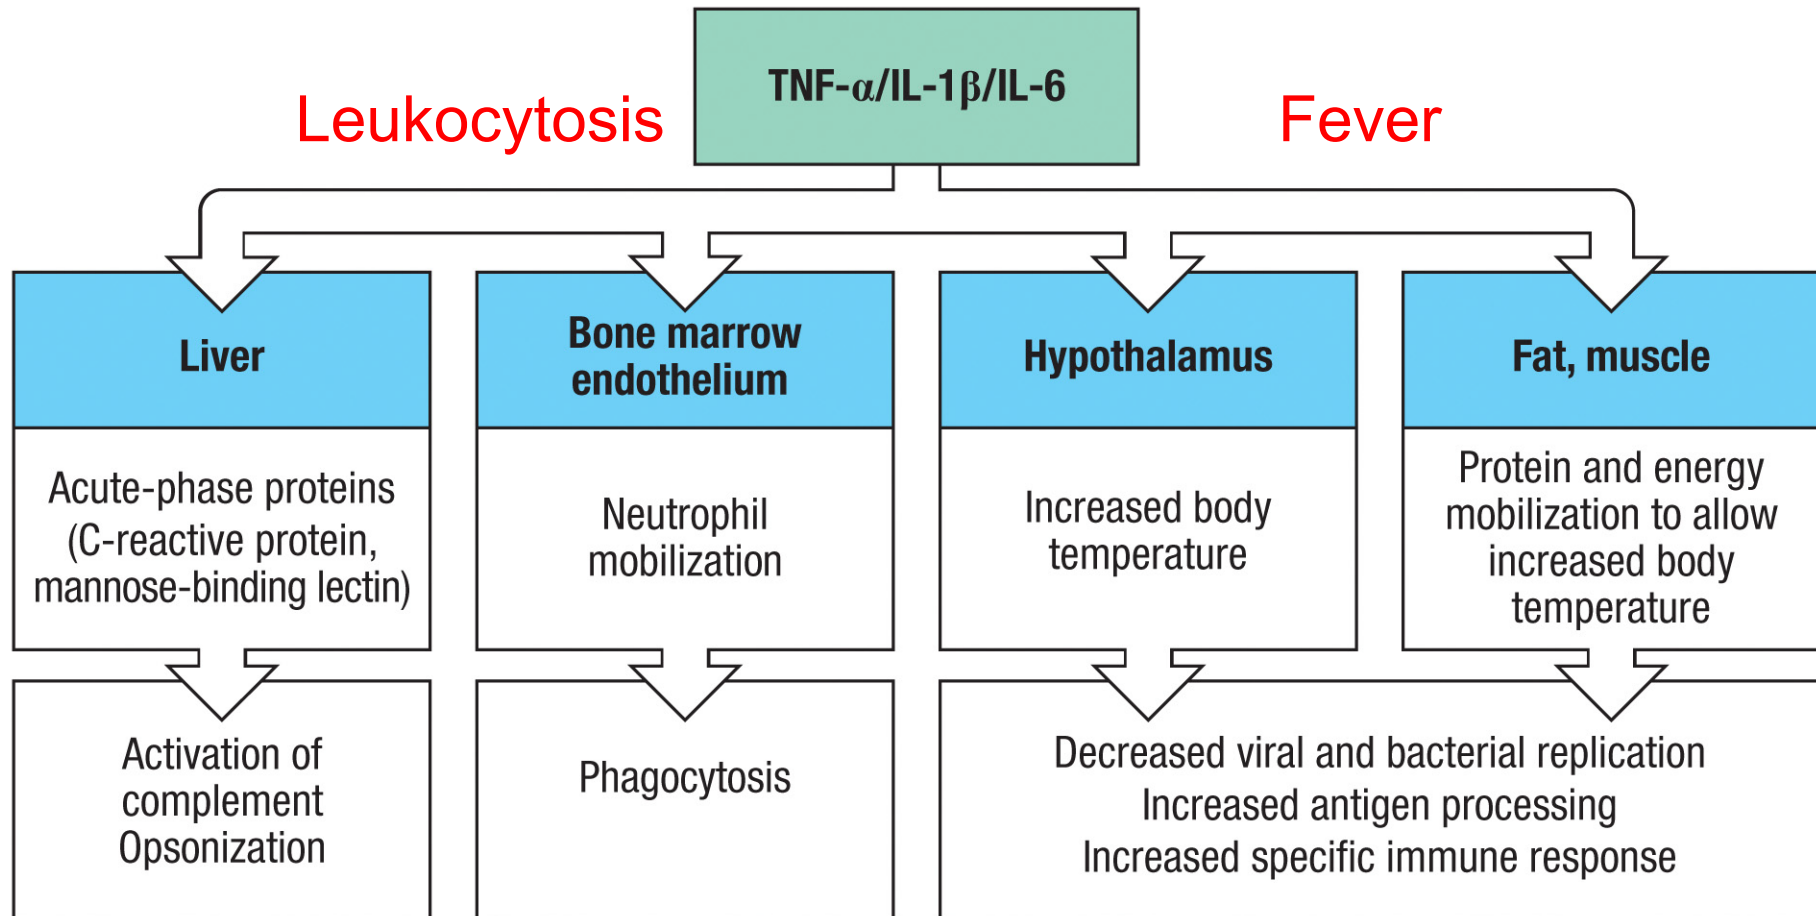 TNF-α/IL-1β/IL-6
Leukocytosis
Fever
Liver
Bone marrow
endothelium
Hypothalamus
Fat, muscle
Acute-phase proteins
(C-reactive protein,
mannose-binding lectin)
Neutrophil
mobilization
Increased body
temperature
Protein and energy
mobilization to allow
increased body
temperature
Activation of
complement
Opsonization
Phagocytosis
Decreased viral and bacterial replication
Increased antigen processing
Increased specific immune response